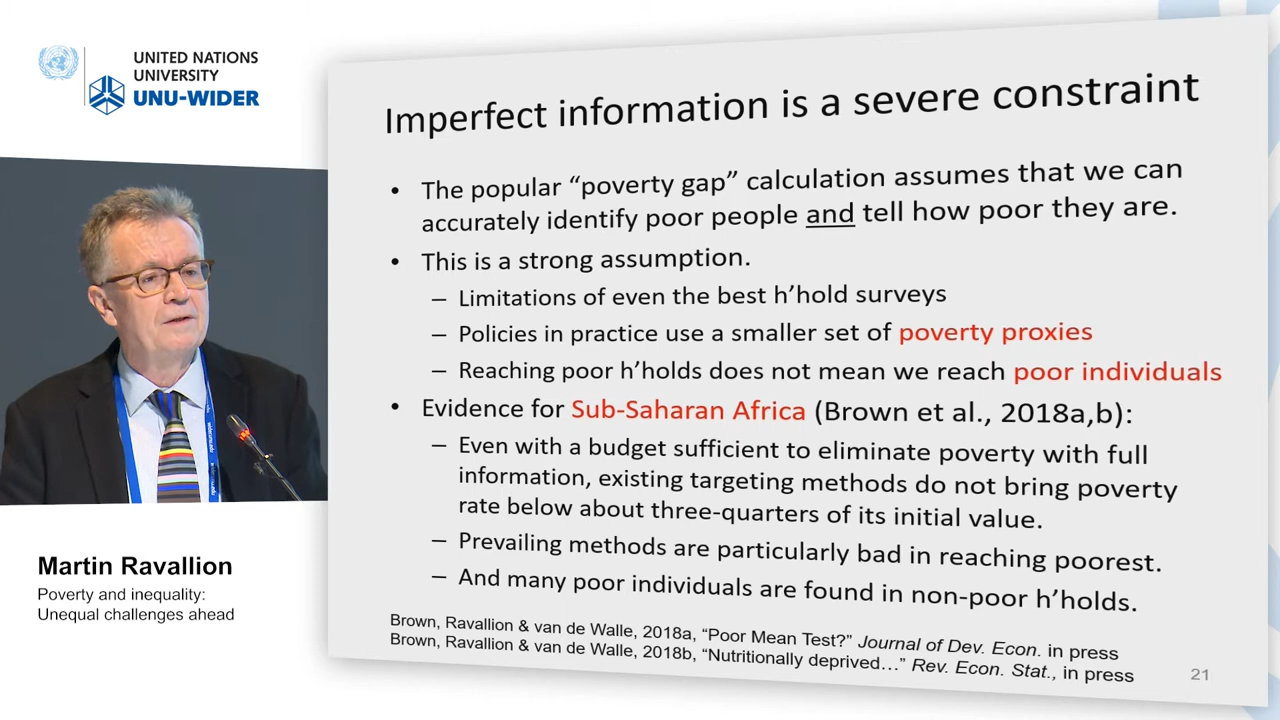 UNITED NATIONS
UNIVERSITY
UNU-WIDER
Imperfect information is a severe constraint
• The popular “poverty gap” calculation assumes that we can
accurately identify poor people and tell how poor they are.
• This is a strong assumption.
– Limitations of even the best h’hold surveys
– Policies in practice use a smaller set of poverty proxies
– Reaching poor h’holds does not mean we reach poor individuals
• Evidence for Sub-Saharan Africa (Brown et al., 2018a,b):
– Even with a budget sufficient to eliminate poverty with full
information, existing targeting methods do not bring poverty
rate below about three-quarters of its initial value.
– Prevailing methods are particularly bad in reaching poorest.
– And many poor individuals are found in non-poor h’holds.
Brown, Ravallion & van de Walle, 2018a, “Poor Mean Test?” Journal of Dev. Econ. in press
Brown, Ravallion & van de Walle, 2018b, “Nutritionally deprived…” Rev. Econ. Stat., in press
21
Martin Ravallion
Poverty and inequality:
Unequal challenges ahead